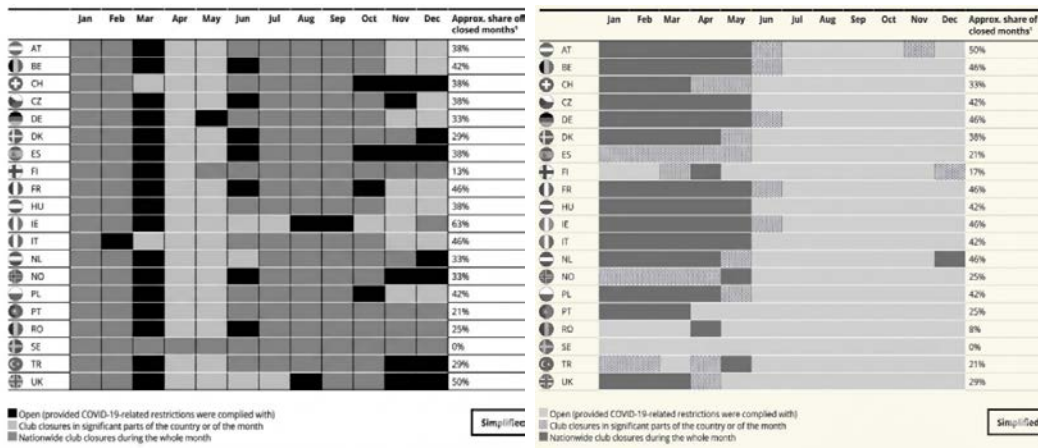 Jan Feb Mar Apr May Jun Jul Aug Sep Oct Nov Dec Approx. share of
closed months¹
AT 38%
BE 42%
CH 38%
CZ 38%
DE 33%
DK 29%
ES 38%
FI 13%
FR 46%
HU 38%
IE 63%
IT 46%
NL 33%
NO 33%
PL 42%
PT 21%
RO 25%
SE 0%
TR 29%
UK 50%
Open (provided COVID-19-related restrictions were complied with)
Club closures in significant parts of the country or of the month
Nationwide club closures during the whole month
Simplified
Jan Feb Mar Apr May Jun Jul Aug Sep Oct Nov Dec Approx. share of
closed months¹
AT 50%
BE 46%
CH 33%
CZ 42%
DE 46%
DK 38%
ES 21%
FI 17%
FR 46%
HU 42%
IE 46%
IT 42%
NL 46%
NO 25%
PL 42%
PT 25%
RO 8%
SE 0%
TR 21%
UK 29%
Open (provided COVID-19-related restrictions were complied with)
Club closures in significant parts of the country or of the month
Nationwide club closures during the whole month
Simplified